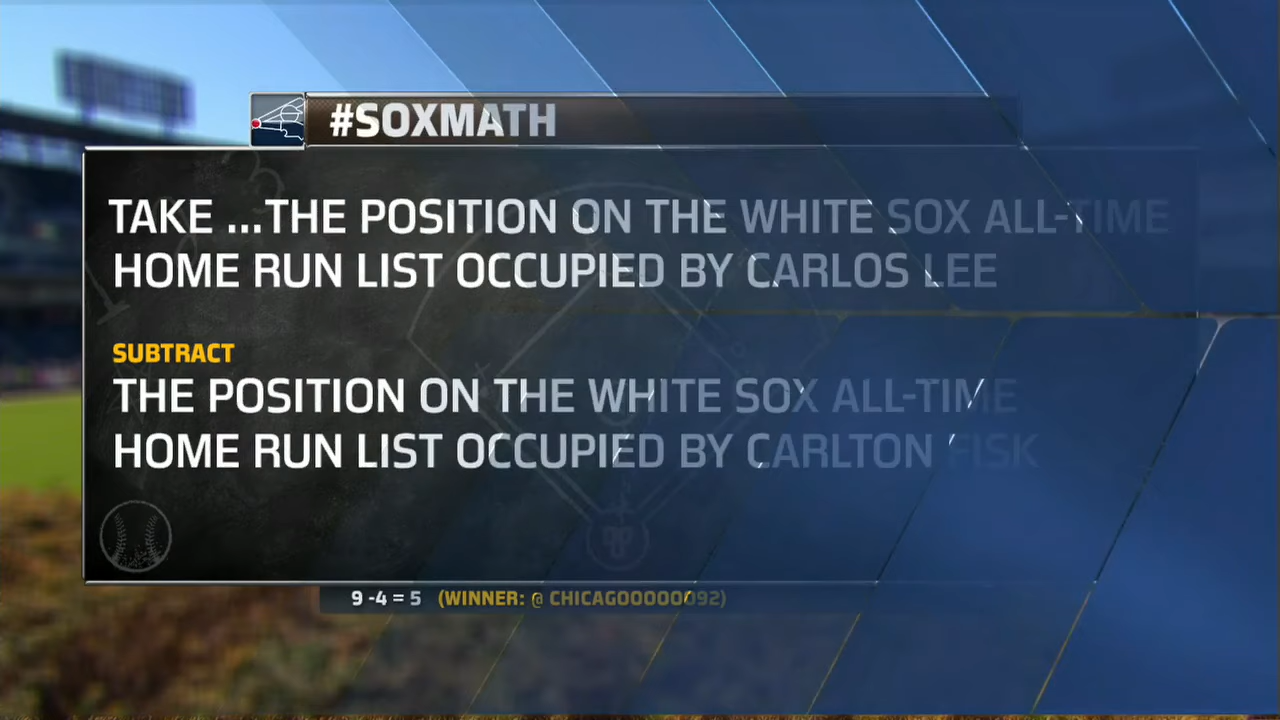 #SOXMATH
TAKE ...THE POSITION ON THE WHITE SOX ALL-TIME
HOME RUN LIST OCCUPIED BY CARLOS LEE
SUBTRACT
THE POSITION ON THE WHITE SOX ALL-TIME
HOME RUN LIST OCCUPIED BY CARLTON FISK
9 -4 = 5 (WINNER: @ CHICAGOOOOOO92)